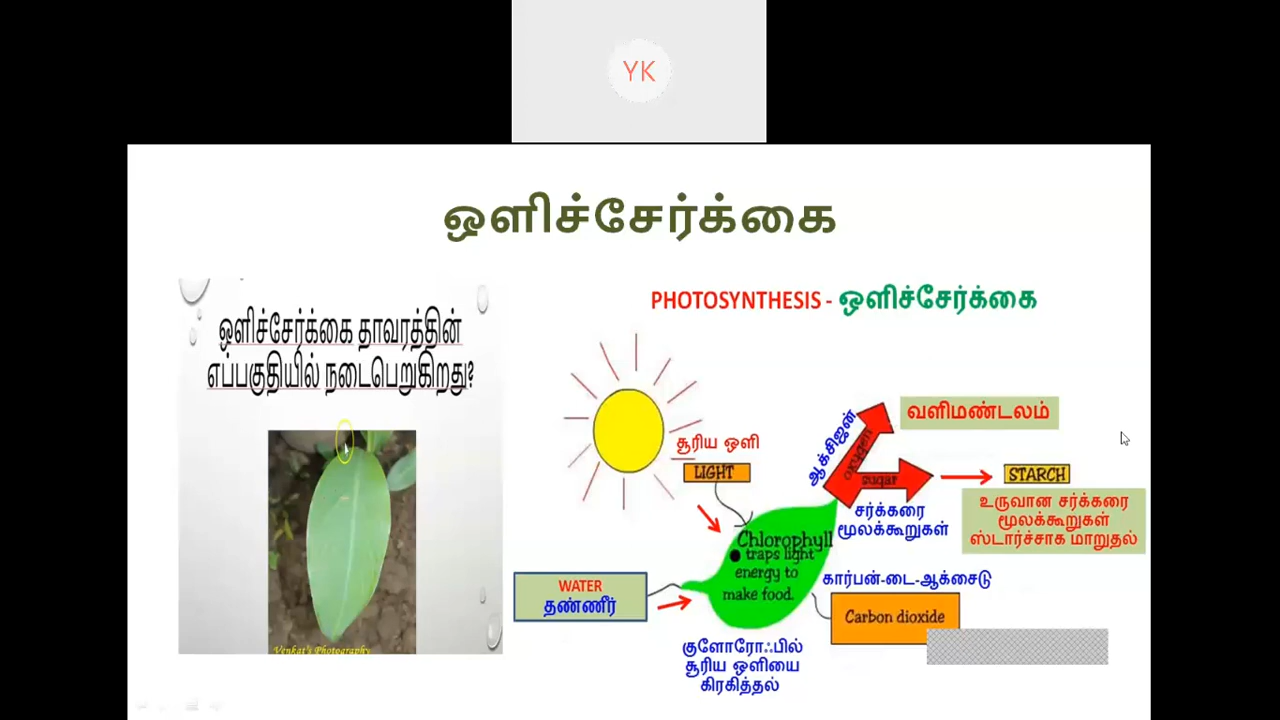 YK
ஒளிச்சேர்க்கை
ஒளிச்சேர்க்கை தாவரத்தின்
எப்பகுதியில் நடைபெறுகிறது?
Venkat's Photography
PHOTOSYNTHESIS - ஒளிச்சேர்க்கை
சூரிய ஒளி
LIGHT
ஆக்சிஜன்
oxygen
வளிமண்டலம்
sugar
STARCH
சர்க்கரை
மூலக்கூறுகள்
உருவான சர்க்கரை
மூலக்கூறுகள்
ஸ்டார்ச்சாக மாறுதல்
Chlorophyll
traps light
energy to
make food.
WATER
தண்ணீர்
கார்பன்-டை-ஆக்சைடு
Carbon dioxide
குளோரோஃபில்
சூரிய ஒளியை
கிரகித்தல்